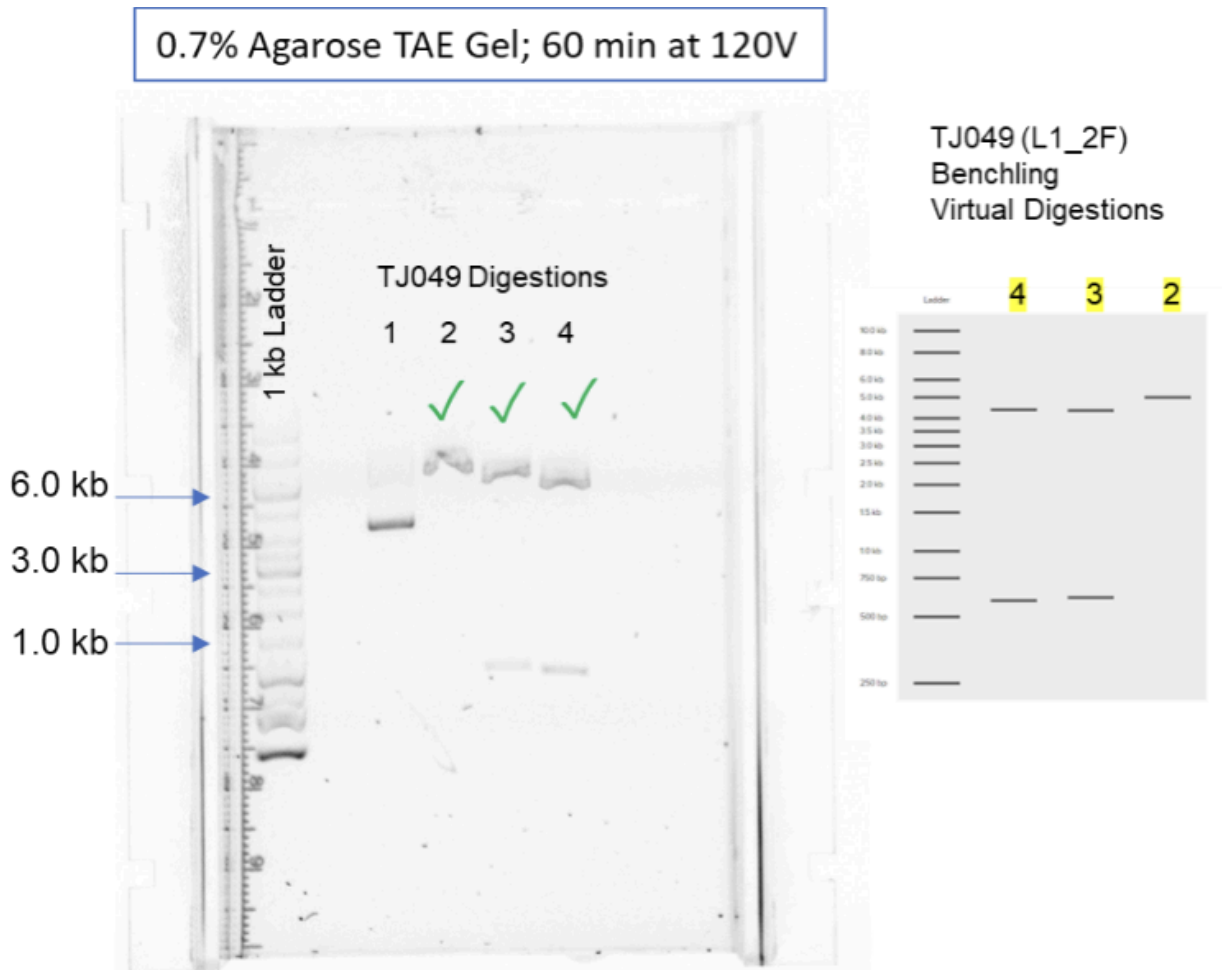 0.7% Agarose TAE Gel; 60 min at 120V
TJ049 (L1_2F)
Benchling
Virtual Digestions
1 kb Ladder
TJ049 Digestions
1 2 3 4
6.0 kb
3.0 kb
1.0 kb
Ladder 4 3 2
10.0 kb
8.0 kb
6.0 kb
5.0 kb
4.0 kb
3.5 kb
3.0 kb
2.5 kb
2.0 kb
1.5 kb
1.0 kb
750 bp
500 bp
250 bp